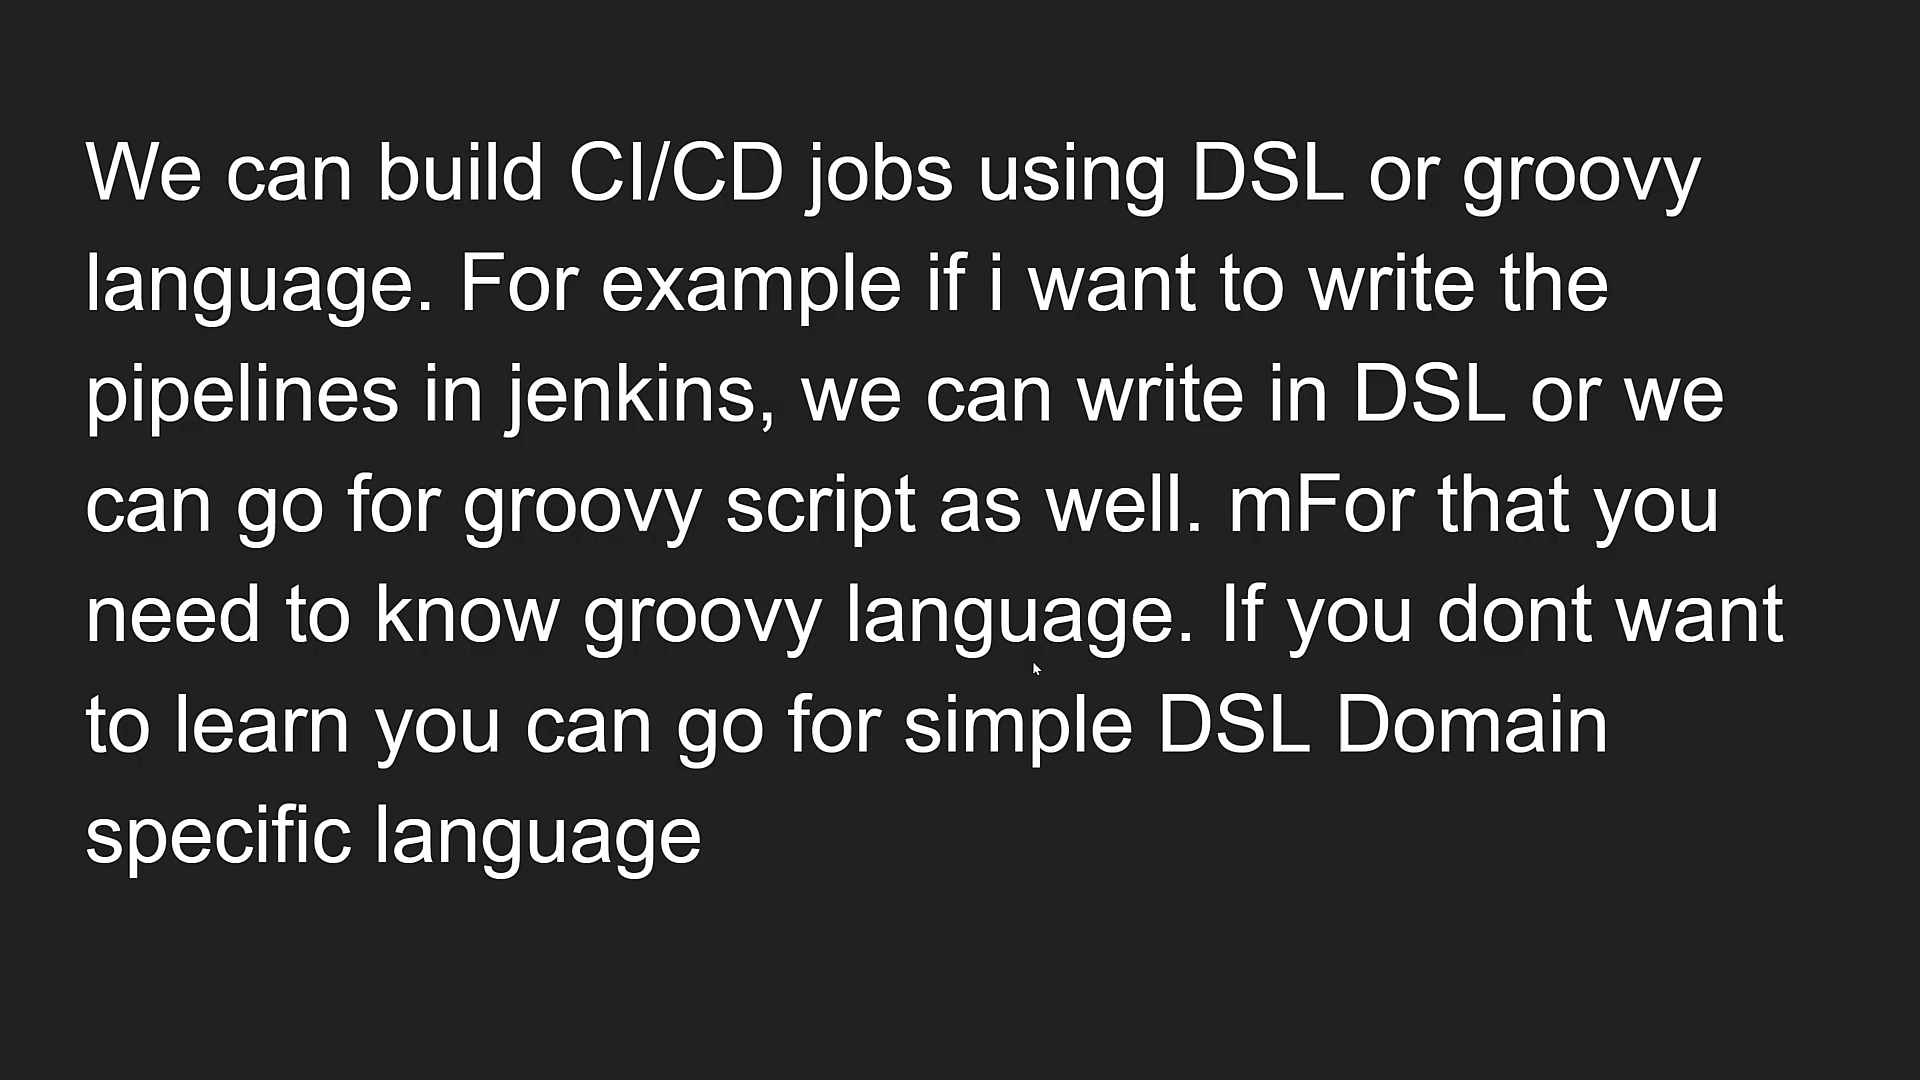 We can build CI/CD jobs using DSL or groovy
language. For example if i want to write the
pipelines in jenkins, we can write in DSL or we
can go for groovy script as well. mFor that you
need to know groovy language. If you dont want
to learn you can go for simple DSL Domain
specific language